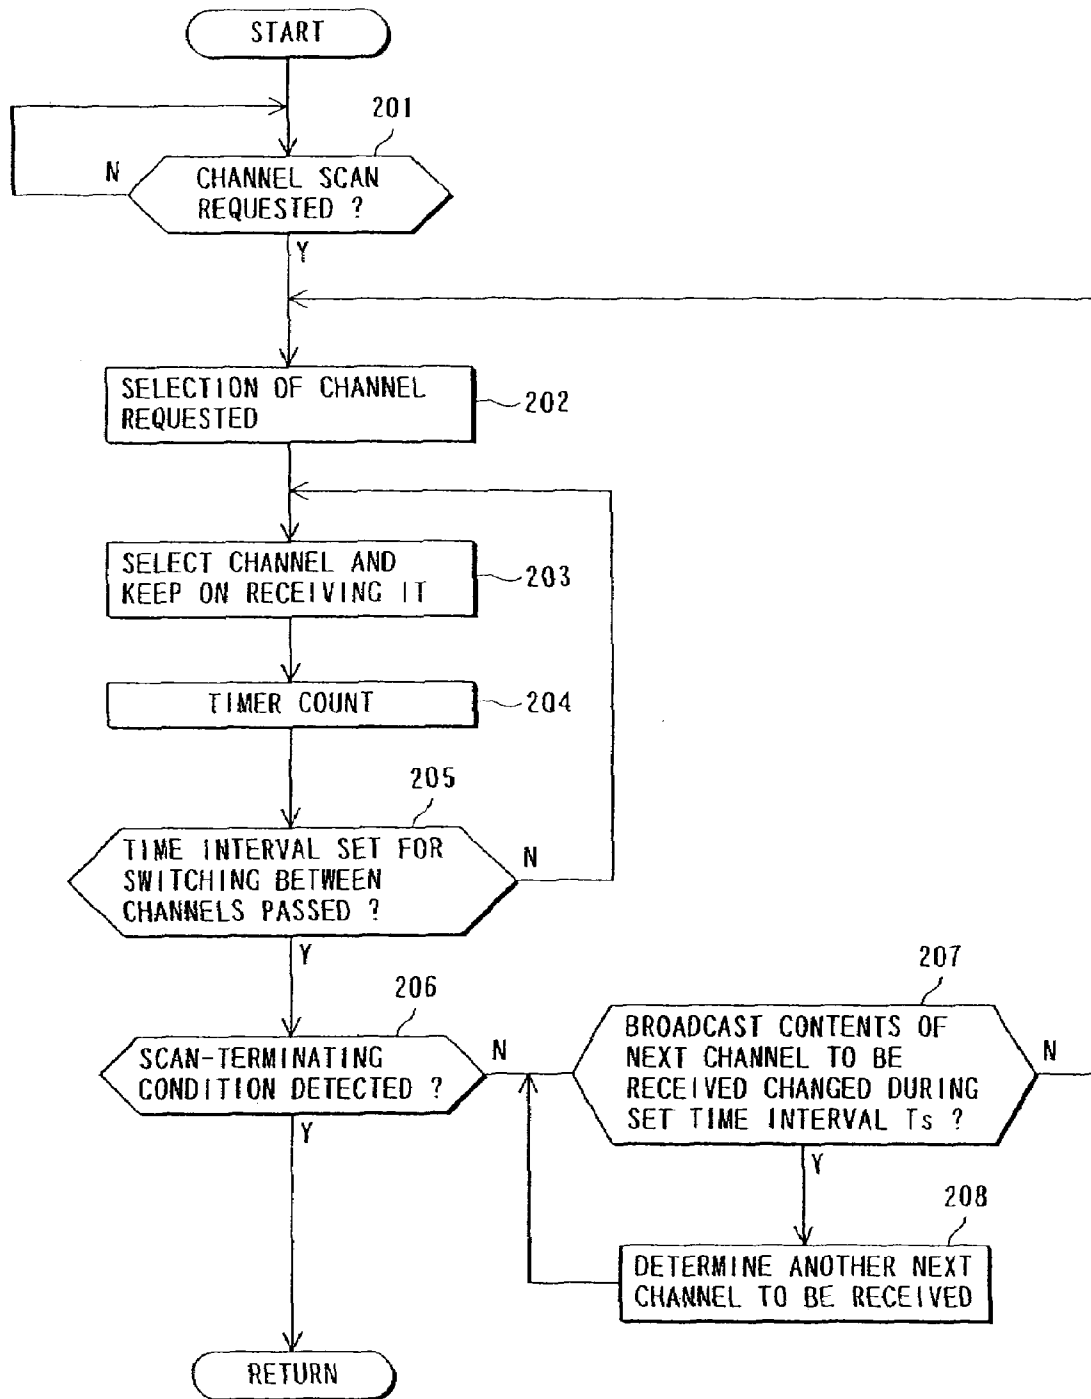 START
201
N
CHANNEL SCAN
REQUESTED ?
Y
SELECTION OF CHANNEL
REQUESTED
202
SELECT CHANNEL AND
KEEP ON RECEIVING IT
203
TIMER COUNT
204
205
TIME INTERVAL SET FOR
SWITCHING BETWEEN
CHANNELS PASSED ?
N
Y
206
SCAN-TERMINATING
CONDITION DETECTED ?
N
Y
207
BROADCAST CONTENTS OF
NEXT CHANNEL TO BE
RECEIVED CHANGED DURING
SET TIME INTERVAL Ts ?
N
Y
208
DETERMINE ANOTHER NEXT
CHANNEL TO BE RECEIVED
RETURN